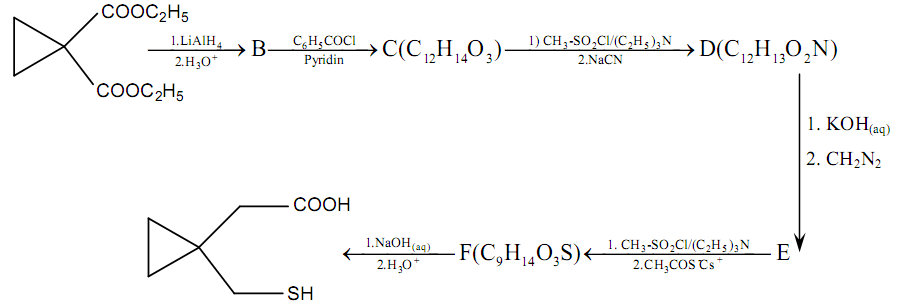 COOC₂H₅
COOC₂H₅
1.LiAlH₄
2.H₃O⁺
B
C₆H₅COCl
Pyridin
C(C₁₂H₁₄O₃)
1) CH₃-SO₂Cl/(C₂H₅)₃N
2.NaCN
D(C₁₂H₁₃O₂N)
1. KOH₍aq₎
2. CH₂N₂
E
1. CH₃-SO₂Cl/(C₂H₅)₃N
2.CH₃COS⁻Cs⁺
F(C₉H₁₄O₃S)
1.NaOH₍aq₎
2.H₃O⁺
COOH
SH